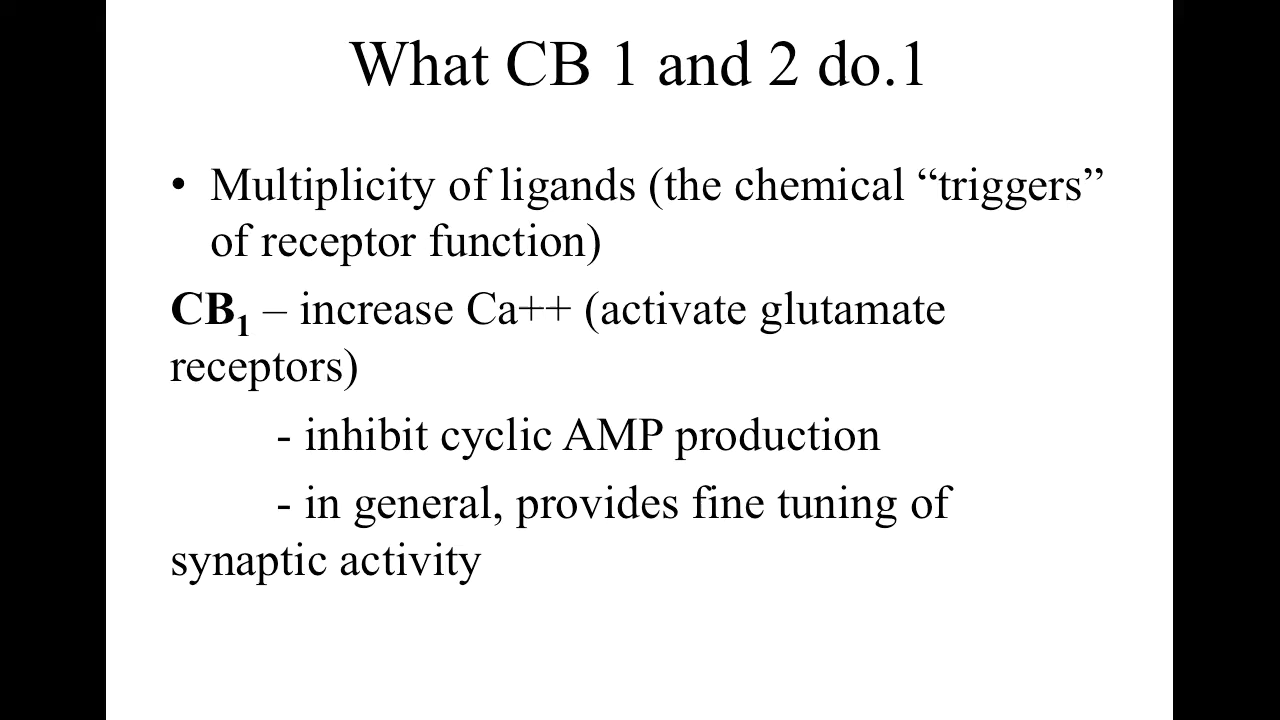 What CB 1 and 2 do.1
• Multiplicity of ligands (the chemical “triggers”
of receptor function)
CB1 – increase Ca++ (activate glutamate
receptors)
- inhibit cyclic AMP production
- in general, provides fine tuning of
synaptic activity